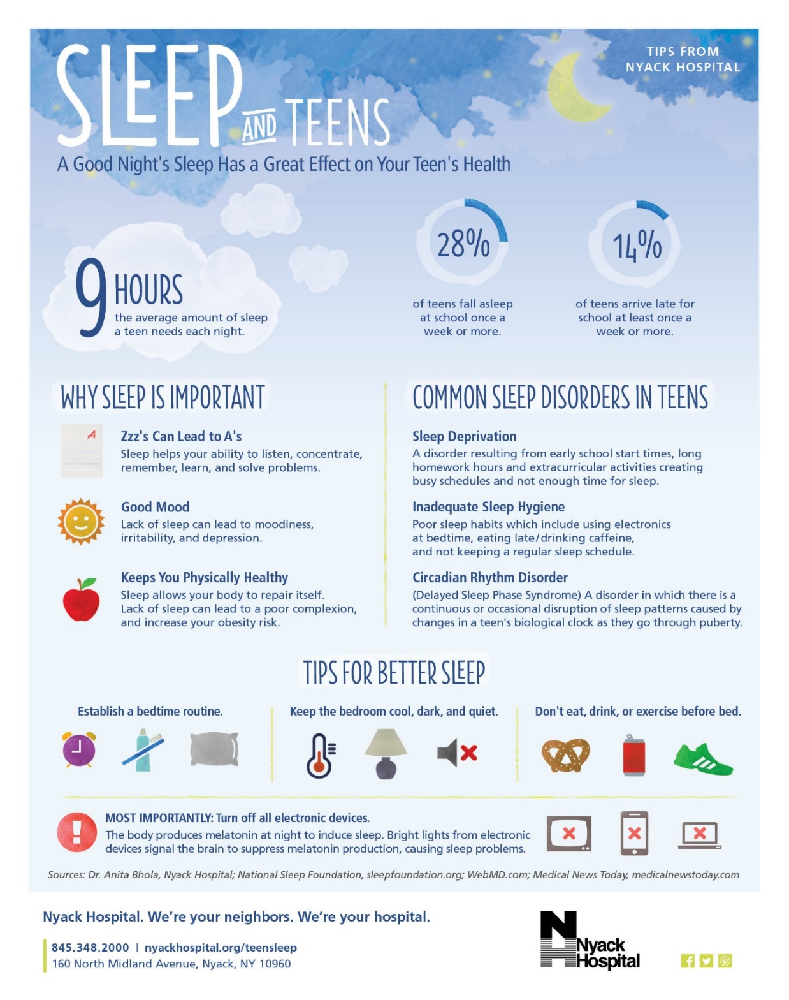 SLEEP AND TEENS
TIPS FROM
NYACK HOSPITAL
A Good Night's Sleep Has a Great Effect on Your Teen's Health
9 HOURS
the average amount of sleep
a teen needs each night.
28%
of teens fall asleep
at school once a
week or more.
14%
of teens arrive late for
school at least once a
week or more.
WHY SLEEP IS IMPORTANT
A
Zzz's Can Lead to A's
Sleep helps your ability to listen, concentrate,
remember, learn, and solve problems.
Good Mood
Lack of sleep can lead to moodiness,
irritability, and depression.
Keeps You Physically Healthy
Sleep allows your body to repair itself.
Lack of sleep can lead to a poor complexion,
and increase your obesity risk.
COMMON SLEEP DISORDERS IN TEENS
Sleep Deprivation
A disorder resulting from early school start times, long
homework hours and extracurricular activities creating
busy schedules and not enough time for sleep.
Inadequate Sleep Hygiene
Poor sleep habits which include using electronics
at bedtime, eating late/drinking caffeine,
and not keeping a regular sleep schedule.
Circadian Rhythm Disorder
(Delayed Sleep Phase Syndrome) A disorder in which there is a
continuous or occasional disruption of sleep patterns caused by
changes in a teen's biological clock as they go through puberty.
TIPS FOR BETTER SLEEP
Establish a bedtime routine.
Keep the bedroom cool, dark, and quiet.
Don't eat, drink, or exercise before bed.
MOST IMPORTANTLY: Turn off all electronic devices.
The body produces melatonin at night to induce sleep. Bright lights from electronic
devices signal the brain to suppress melatonin production, causing sleep problems.
Sources: Dr. Anita Bhola, Nyack Hospital; National Sleep Foundation, sleepfoundation.org; WebMD.com; Medical News Today, medicalnewstoday.com
Nyack Hospital. We're your neighbors. We're your hospital.
845.348.2000 | nyackhospital.org/teensleep
160 North Midland Avenue, Nyack, NY 10960
Nyack
Hospital